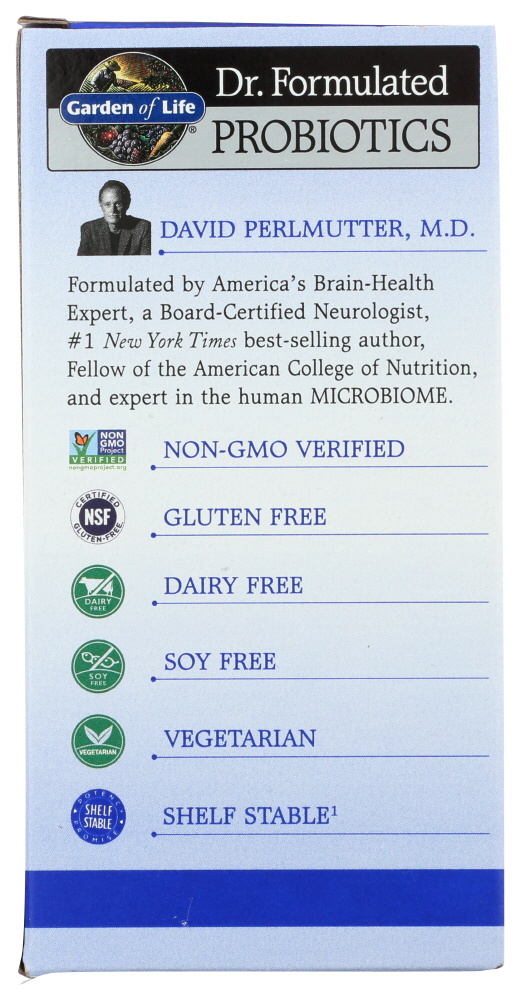 Dr. Formulated
Garden of Life
®
PROBIOTICS
DAVID PERLMUTTER, M.D.
Formulated by America's Brain-Health
Expert, a Board-Certified Neurologist,
#1 New York Times best-selling author,
Fellow of the American College of Nutrition,
and expert in the human MICROBIOME.
NON
GMO
Project
VERIFIED
nongmoproject.org
NON-GMO VERIFIED
CERTIFIED
NSF
GLUTEN-FREE
GLUTEN FREE
DAIRY
FREE
DAIRY FREE
SOY
FREE
SOY FREE
VEGETARIAN
VEGETARIAN
POTENCY
SHELF
STABLE
PROMISE
SHELF STABLE¹